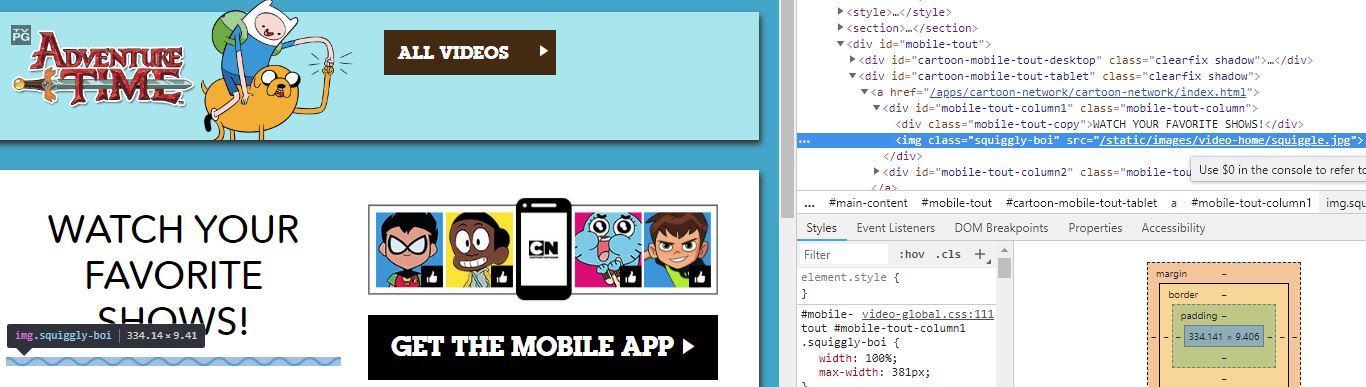 TV
PG
ADVENTURE
TIME
ALL VIDEOS
WATCH YOUR
FAVORITE
SHOWS!
img.squiggly-boi | 334.14 × 9.41
CN
CARTOON NETWORK
GET THE MOBILE APP
<style>…</style>
<section>…</section>
<div id="mobile-tout">
<div id="cartoon-mobile-tout-desktop" class="clearfix shadow">…</div>
<div id="cartoon-mobile-tout-tablet" class="clearfix shadow">
<a href="/apps/cartoon-network/cartoon-network/index.html">
<div id="mobile-tout-column1" class="mobile-tout-column">
<div class="mobile-tout-copy">WATCH YOUR FAVORITE SHOWS!</div>
… <img class="squiggly-boi" src="/static/images/video-home/squiggle.jpg">
</div>
<div id="mobile-tout-column2" class="mobile-tou
Use $0 in the console to refer to
</a>
... #main-content #mobile-tout #cartoon-mobile-tout-tablet a #mobile-tout-column1 img.squ
Styles Event Listeners DOM Breakpoints Properties Accessibility
Filter :hov .cls +
element.style {
}
#mobile- video-global.css:111
tout #mobile-tout-column1
.squiggly-boi {
width: 100%;
max-width: 381px;
}
margin –
border –
padding –
– – – 334.141 × 9.406 – – –
–
–